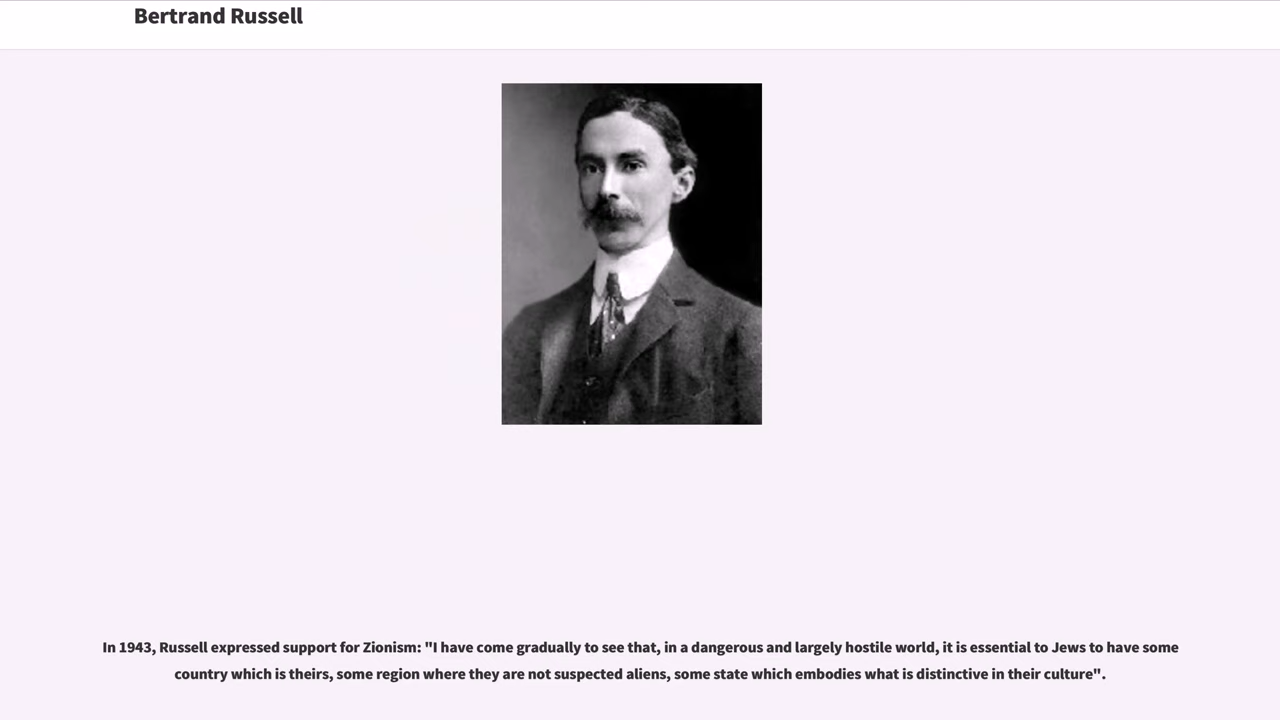 Bertrand Russell
In 1943, Russell expressed support for Zionism: "I have come gradually to see that, in a dangerous and largely hostile world, it is essential to Jews to have some
country which is theirs, some region where they are not suspected aliens, some state which embodies what is distinctive in their culture".